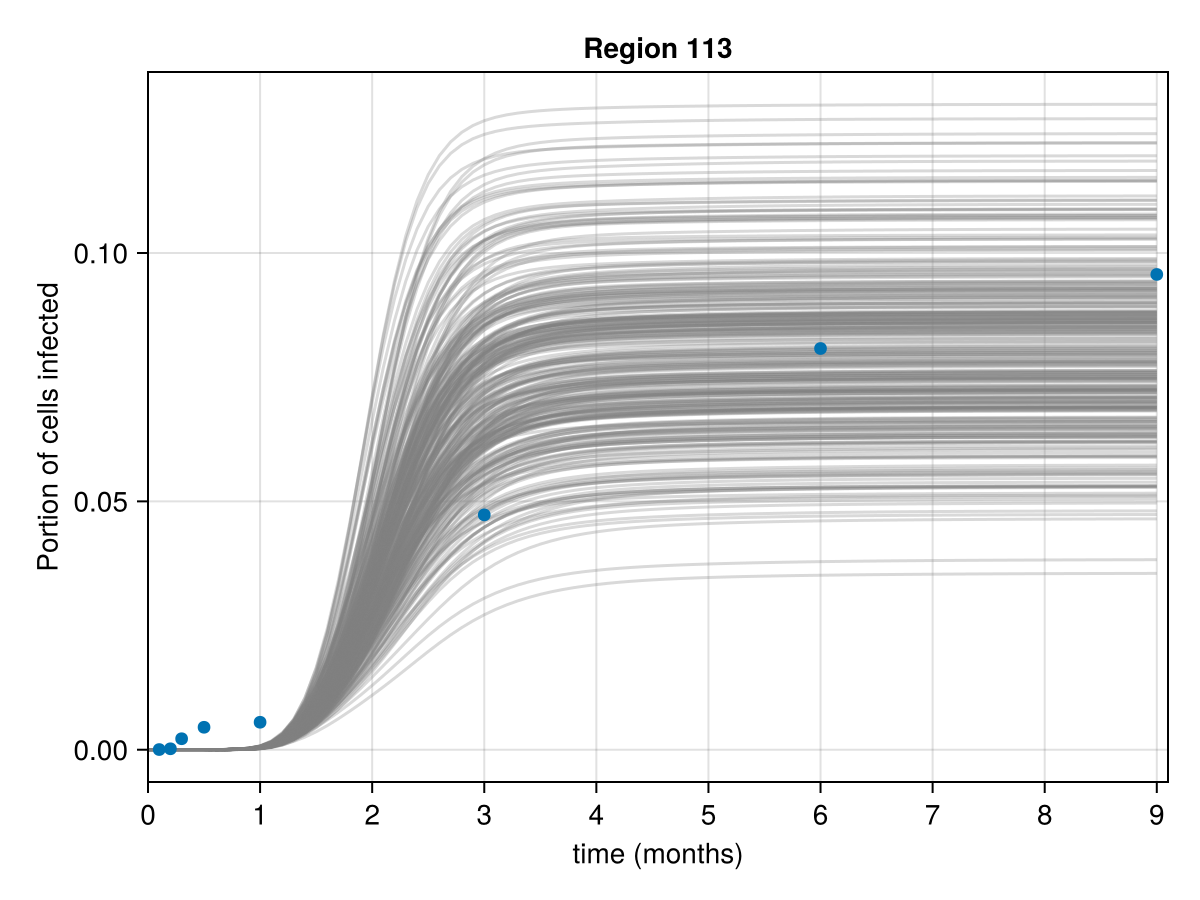 Region 113
Portion of cells infected
0.10
0.05
0.00
0 1 2 3 4 5 6 7 8 9
time (months)